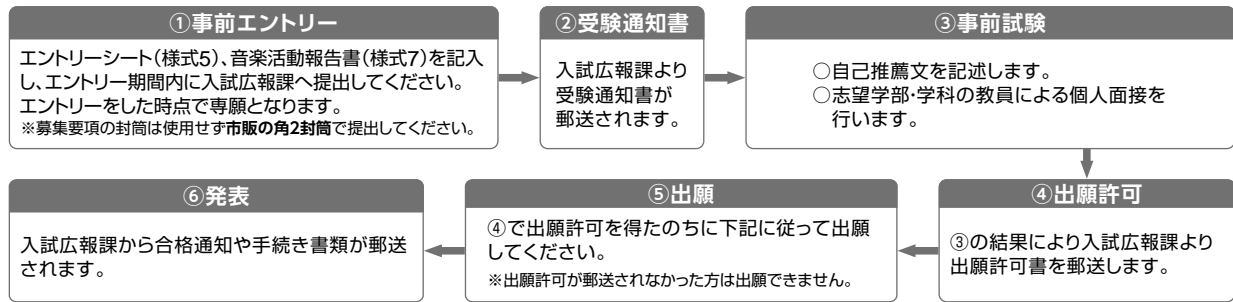 ①事前エントリー
エントリーシート(様式5)、音楽活動報告書(様式7)を記入
し、エントリー期間内に入試広報課へ提出してください。
エントリーをした時点で専願となります。
※募集要項の封筒は使用せず市販の角2封筒で提出してください。
②受験通知書
入試広報課より
受験通知書が
郵送されます。
③事前試験
○自己推薦文を記述します。
○志望学部・学科の教員による個人面接を
行います。
④出願許可
③の結果により入試広報課より
出願許可書を郵送します。
⑤出願
④で出願許可を得たのちに下記に従って出願
してください。
※出願許可が郵送されなかった方は出願できません。
⑥発表
入試広報課から合格通知や手続き書類が郵送
されます。